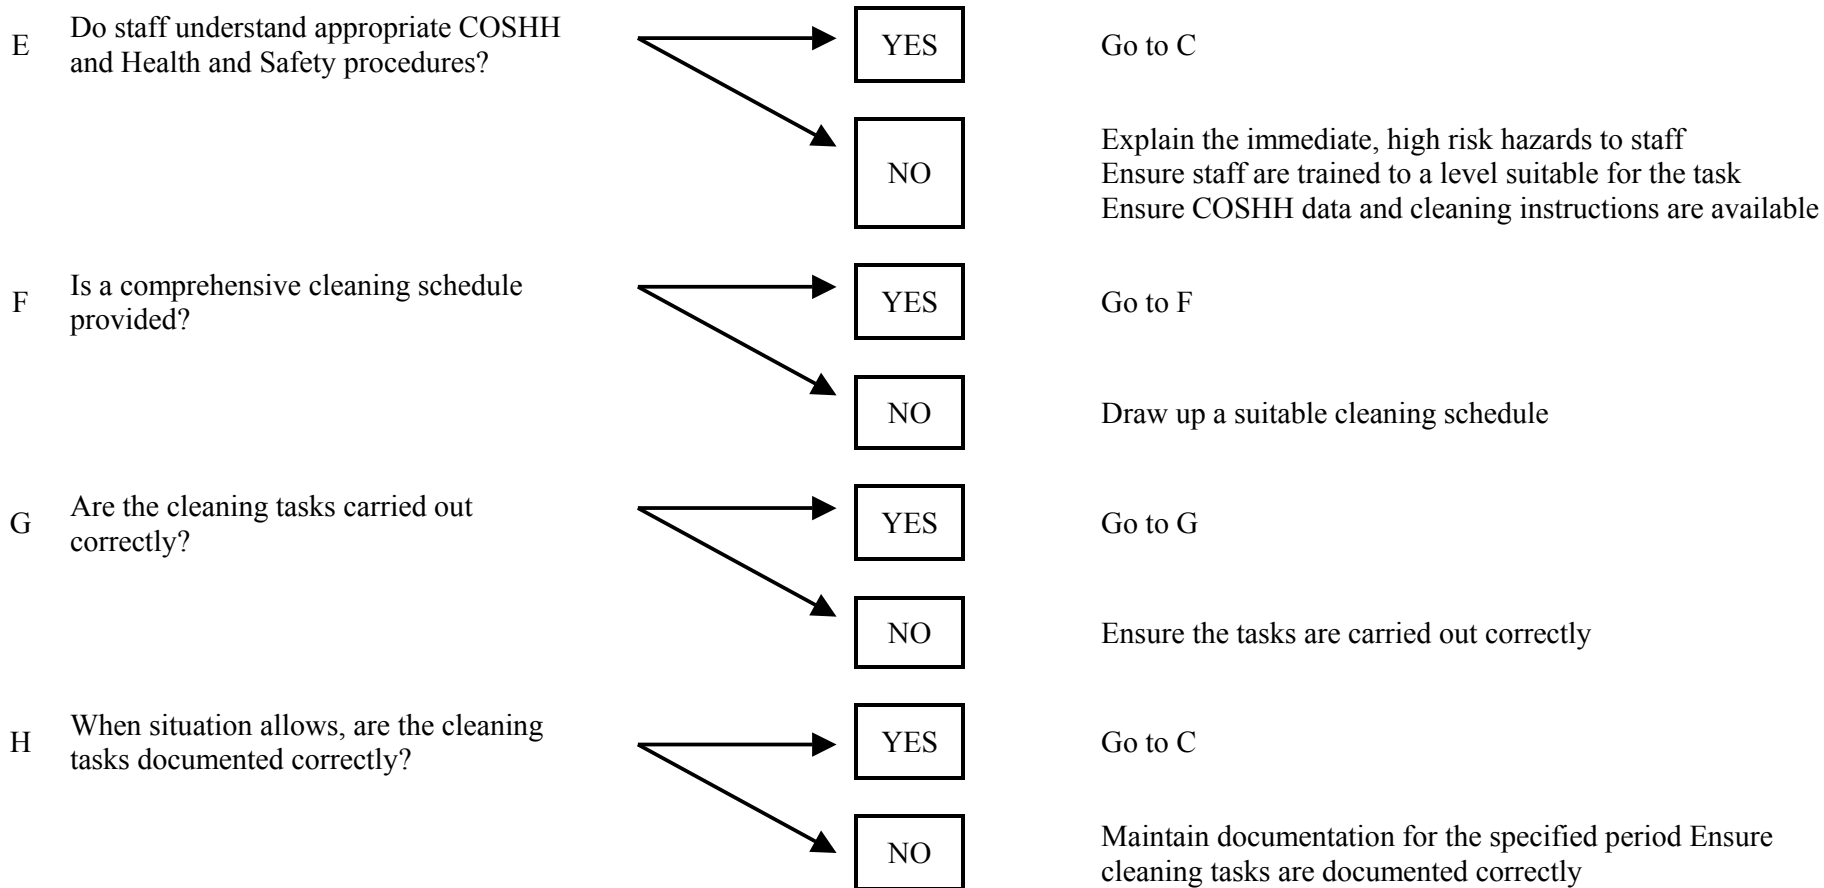 E
Do staff understand appropriate COSHH
and Health and Safety procedures?
YES
Go to C
NO
Explain the immediate, high risk hazards to staff
Ensure staff are trained to a level suitable for the task
Ensure COSHH data and cleaning instructions are available
F
Is a comprehensive cleaning schedule
provided?
YES
Go to F
NO
Draw up a suitable cleaning schedule
G
Are the cleaning tasks carried out
correctly?
YES
Go to G
NO
Ensure the tasks are carried out correctly
H
When situation allows, are the cleaning
tasks documented correctly?
YES
Go to C
NO
Maintain documentation for the specified period Ensure
cleaning tasks are documented correctly